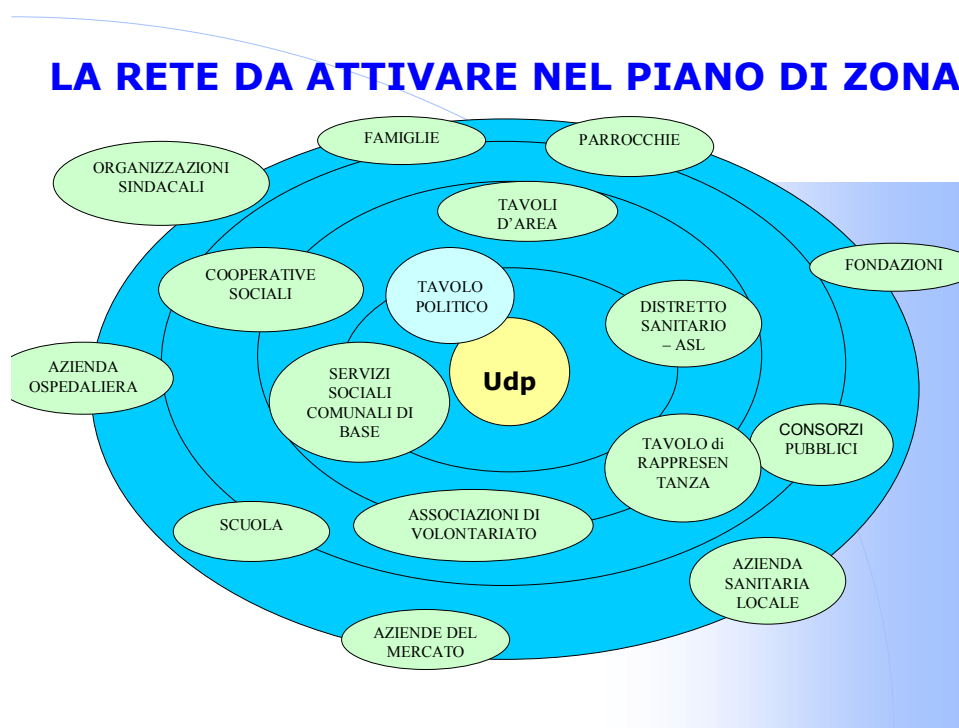 LA RETE DA ATTIVARE NEL PIANO DI ZONA
FAMIGLIE
PARROCCHIE
ORGANIZZAZIONI
SINDACALI
TAVOLI
D’AREA
COOPERATIVE
SOCIALI
TAVOLO
POLITICO
FONDAZIONI
DISTRETTO
SANITARIO
– ASL
AZIENDA
OSPEDALIERA
SERVIZI
SOCIALI
COMUNALI DI
BASE
Udp
TAVOLO di
RAPPRESEN
TANZA
CONSORZI
PUBBLICI
SCUOLA
ASSOCIAZIONI DI
VOLONTARIATO
AZIENDA
SANITARIA
LOCALE
AZIENDE DEL
MERCATO